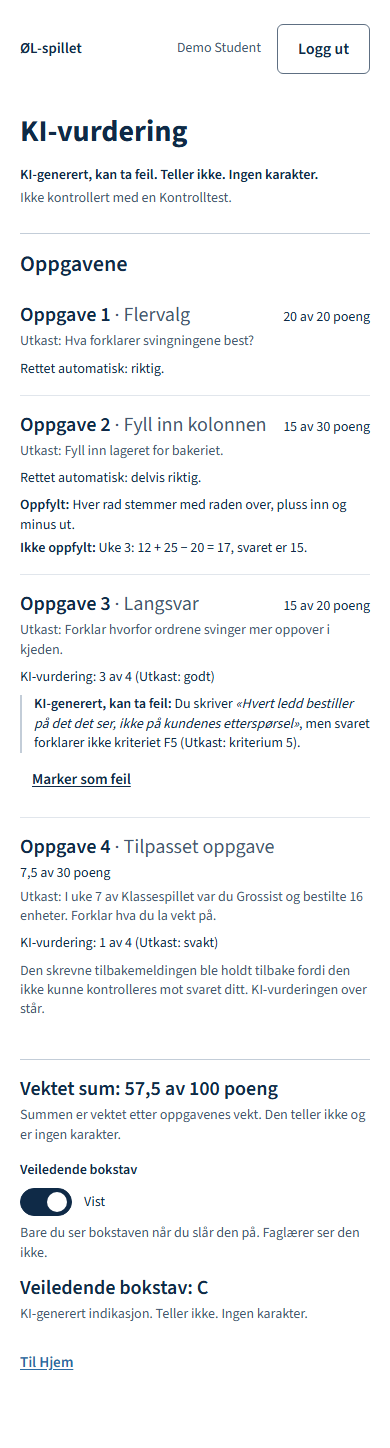 ØL-spillet
Demo Student
Logg ut
KI-vurdering
KI-generert, kan ta feil. Teller ikke. Ingen karakter.
Ikke kontrollert med en Kontrolltest.
Oppgavene
Oppgave 1 · Flervalg
20 av 20 poeng
Utkast: Hva forklarer svingningene best?
Rettet automatisk: riktig.
Oppgave 2 · Fyll inn kolonnen
15 av 30 poeng
Utkast: Fyll inn lageret for bakeriet.
Rettet automatisk: delvis riktig.
Oppfylt: Hver rad stemmer med raden over, pluss inn og
minus ut.
Ikke oppfylt: Uke 3: 12 + 25 − 20 = 17, svaret er 15.
Oppgave 3 · Langsvar
15 av 20 poeng
Utkast: Forklar hvorfor ordrene svinger mer oppover i
kjeden.
KI-vurdering: 3 av 4 (Utkast: godt)
KI-generert, kan ta feil: Du skriver «Hvert ledd bestiller
på det det ser, ikke på kundenes etterspørsel», men svaret
forklarer ikke kriteriet F5 (Utkast: kriterium 5).
Marker som feil
Oppgave 4 · Tilpasset oppgave
7,5 av 30 poeng
Utkast: I uke 7 av Klassespillet var du Grossist og bestilte 16
enheter. Forklar hva du la vekt på.
KI-vurdering: 1 av 4 (Utkast: svakt)
Den skrevne tilbakemeldingen ble holdt tilbake fordi den
ikke kunne kontrolleres mot svaret ditt. KI-vurderingen over
står.
Vektet sum: 57,5 av 100 poeng
Summen er vektet etter oppgavenes vekt. Den teller ikke og
er ingen karakter.
Veiledende bokstav
Vist
Bare du ser bokstaven når du slår den på. Faglærer ser den
ikke.
Veiledende bokstav: C
KI-generert indikasjon. Teller ikke. Ingen karakter.
Til Hjem